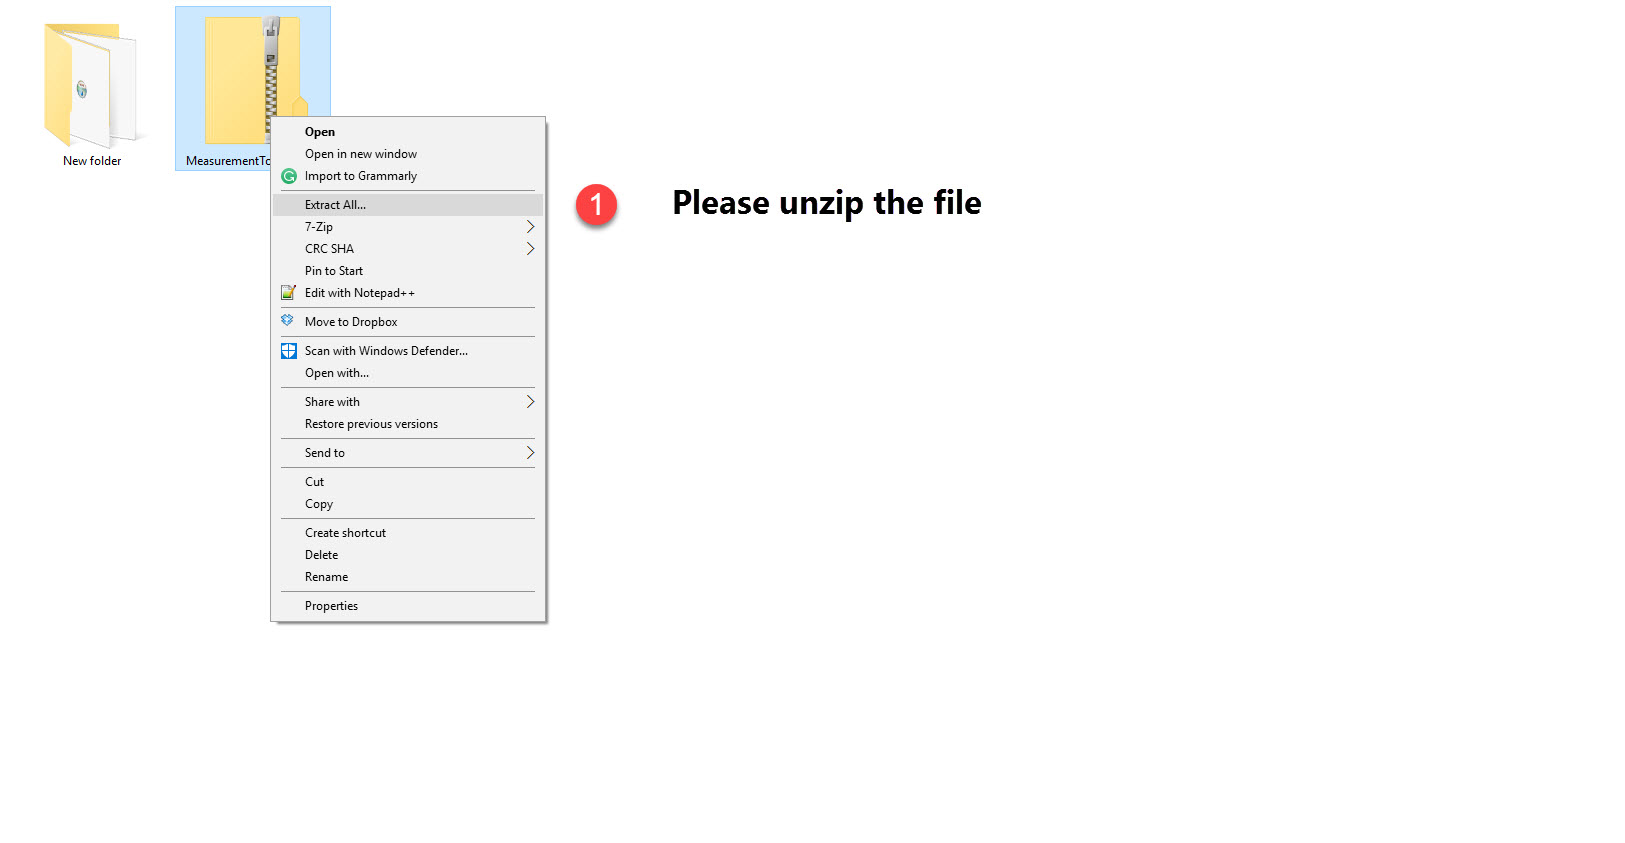 New folder
MeasurementTo
Open
Open in new window
Import to Grammarly
Extract All...
7-Zip
CRC SHA
Pin to Start
Edit with Notepad++
Move to Dropbox
Scan with Windows Defender...
Open with...
Share with
Restore previous versions
Send to
Cut
Copy
Create shortcut
Delete
Rename
Properties
1
Please unzip the file